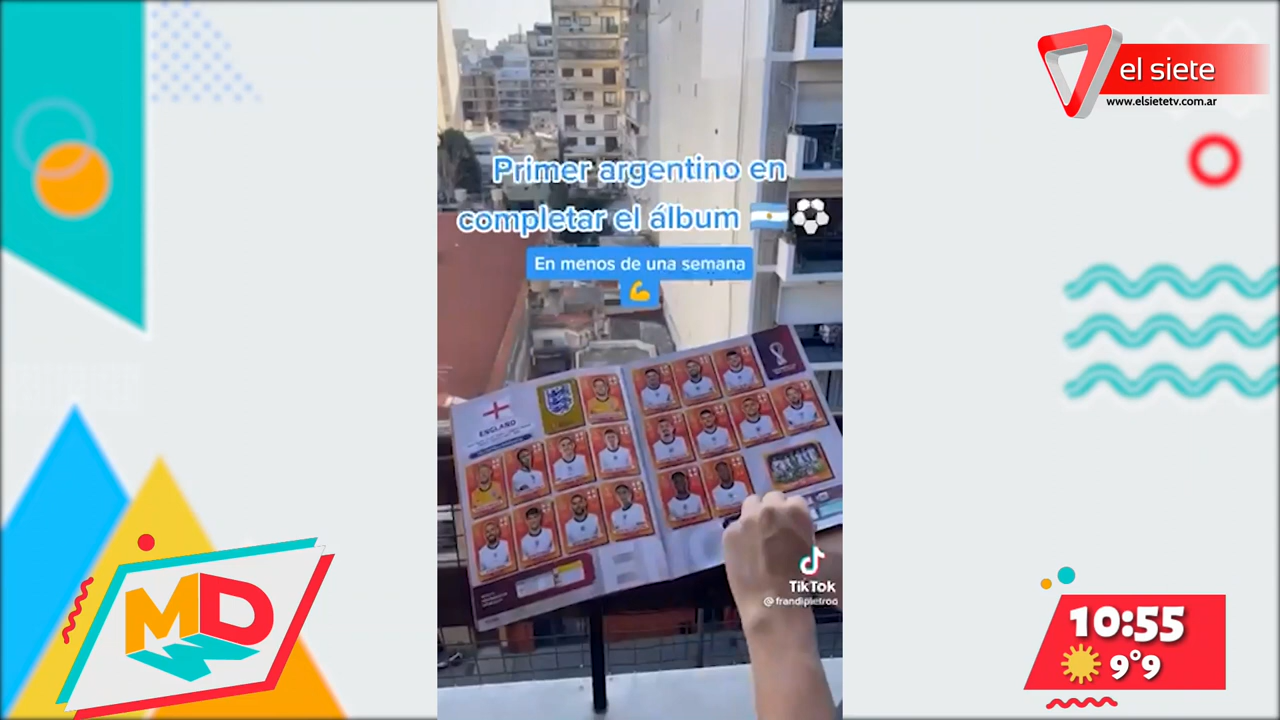 el siete
www.elsietetv.com.ar
Primer argentino en
completar el álbum
En menos de una semana
ENGLAND
TikTok
@frandipietroo
MD
10:55
9°9